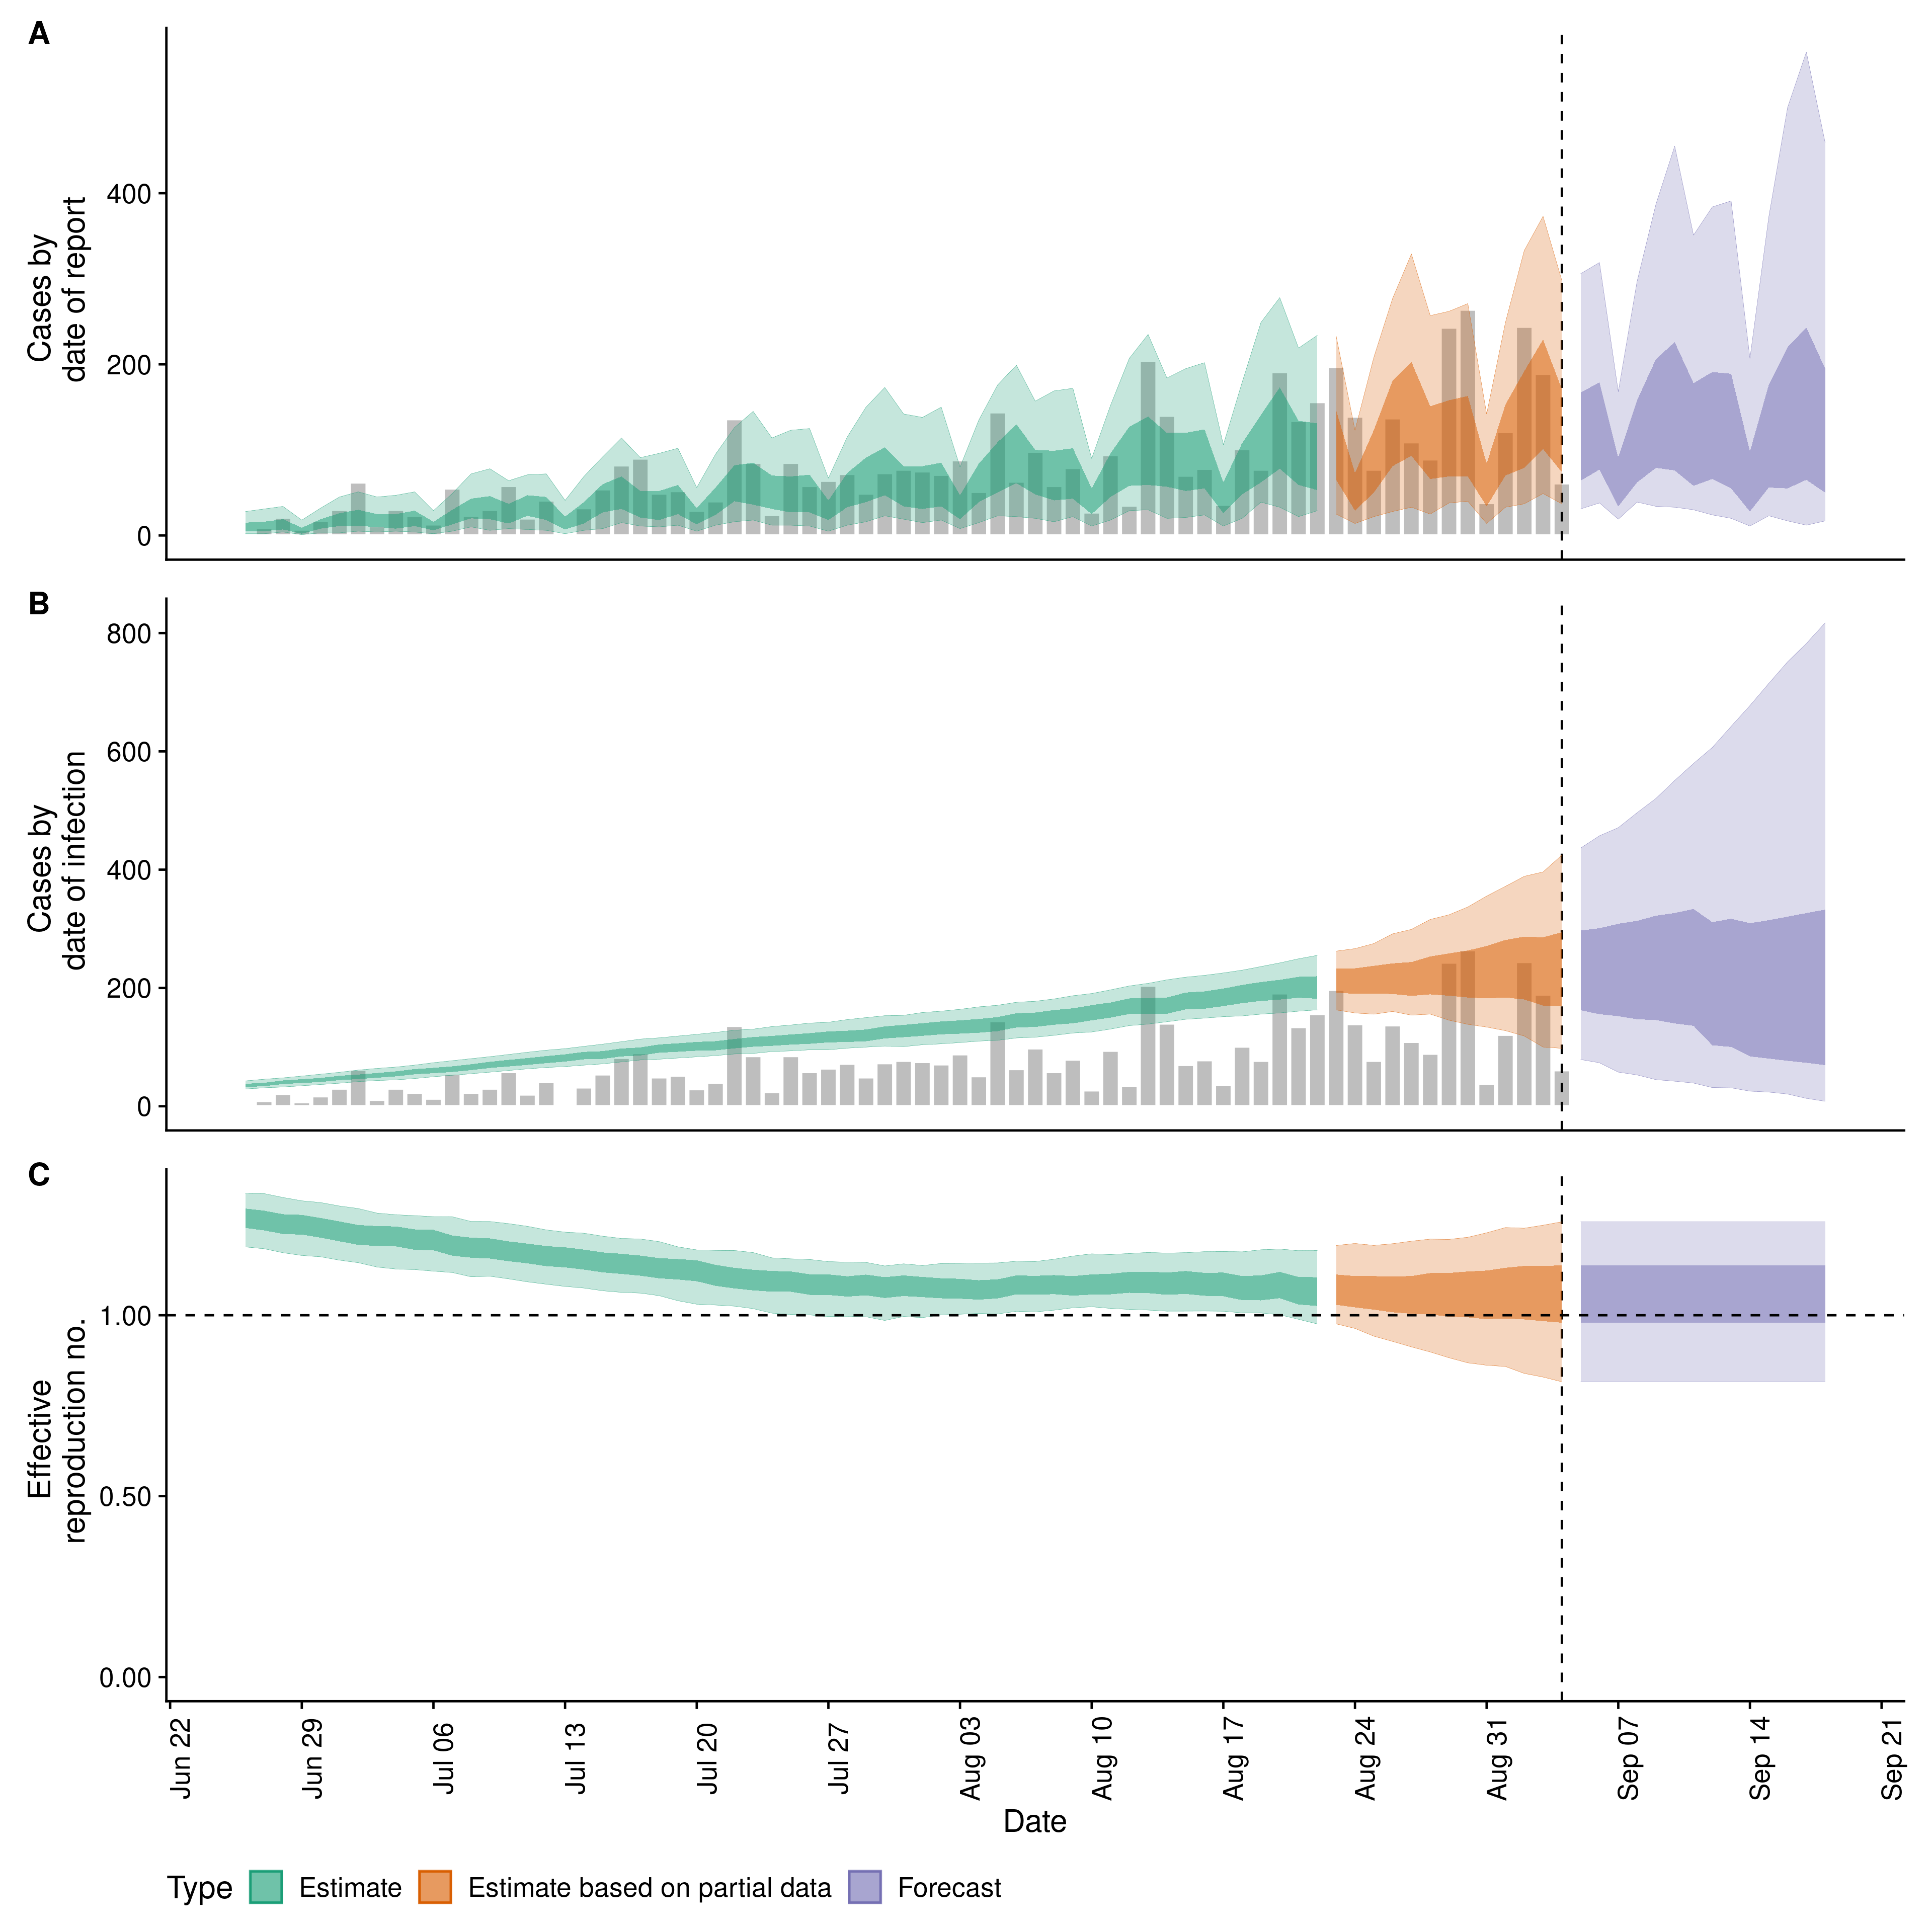 A
Cases by
date of report
400
200
0
B
Cases by
date of infection
800
600
400
200
0
C
Effective
reproduction no.
1.00
0.50
0.00
Jun 22
Jun 29
Jul 06
Jul 13
Jul 20
Jul 27
Aug 03
Aug 10
Aug 17
Aug 24
Aug 31
Sep 07
Sep 14
Sep 21
Date
Type Estimate Estimate based on partial data Forecast